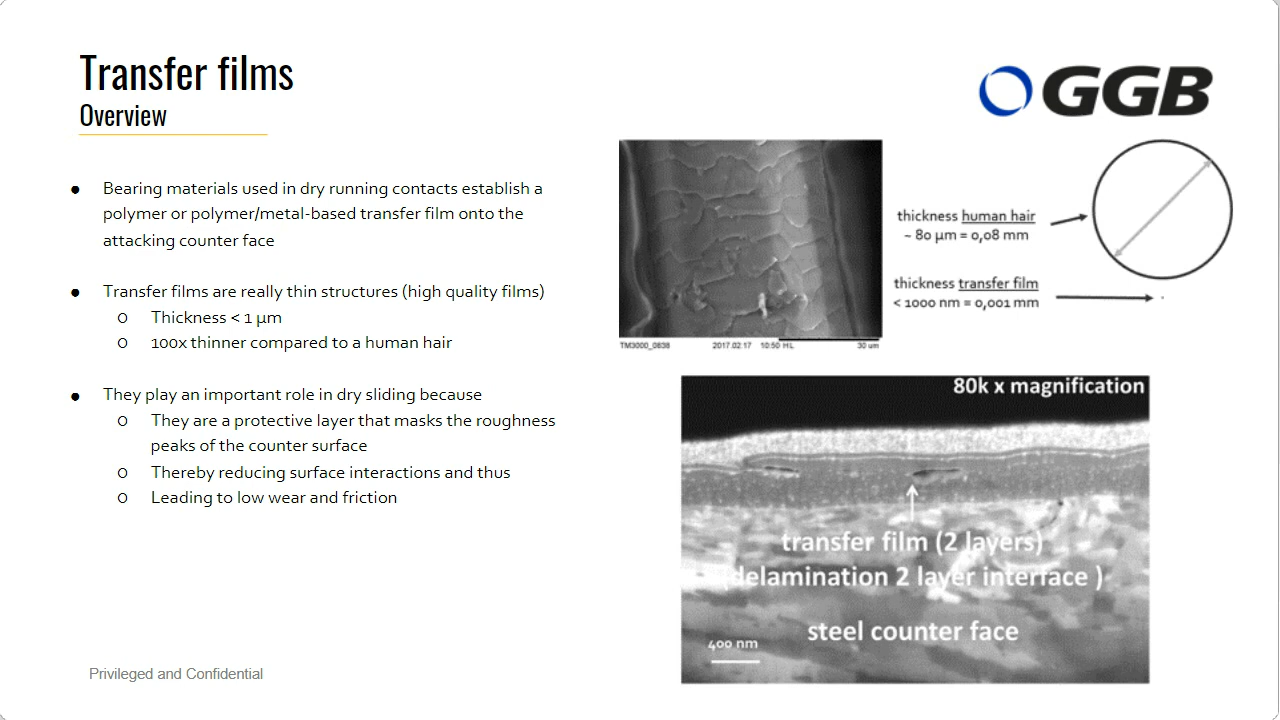 Transfer films
Overview
GGB
● Bearing materials used in dry running contacts establish a
polymer or polymer/metal-based transfer film onto the
attacking counter face
● Transfer films are really thin structures (high quality films)
o Thickness < 1 µm
o 100x thinner compared to a human hair
● They play an important role in dry sliding because
o They are a protective layer that masks the roughness
peaks of the counter surface
o Thereby reducing surface interactions and thus
o Leading to low wear and friction
TM3000_0838 2017.02.17 10:50 HL 30 um
thickness human hair
~ 80 µm = 0,08 mm
thickness transfer film
< 1000 nm = 0,001 mm
80k x magnification
transfer film (2 layers)
(delamination 2 layer interface )
steel counter face
400 nm
Privileged and Confidential